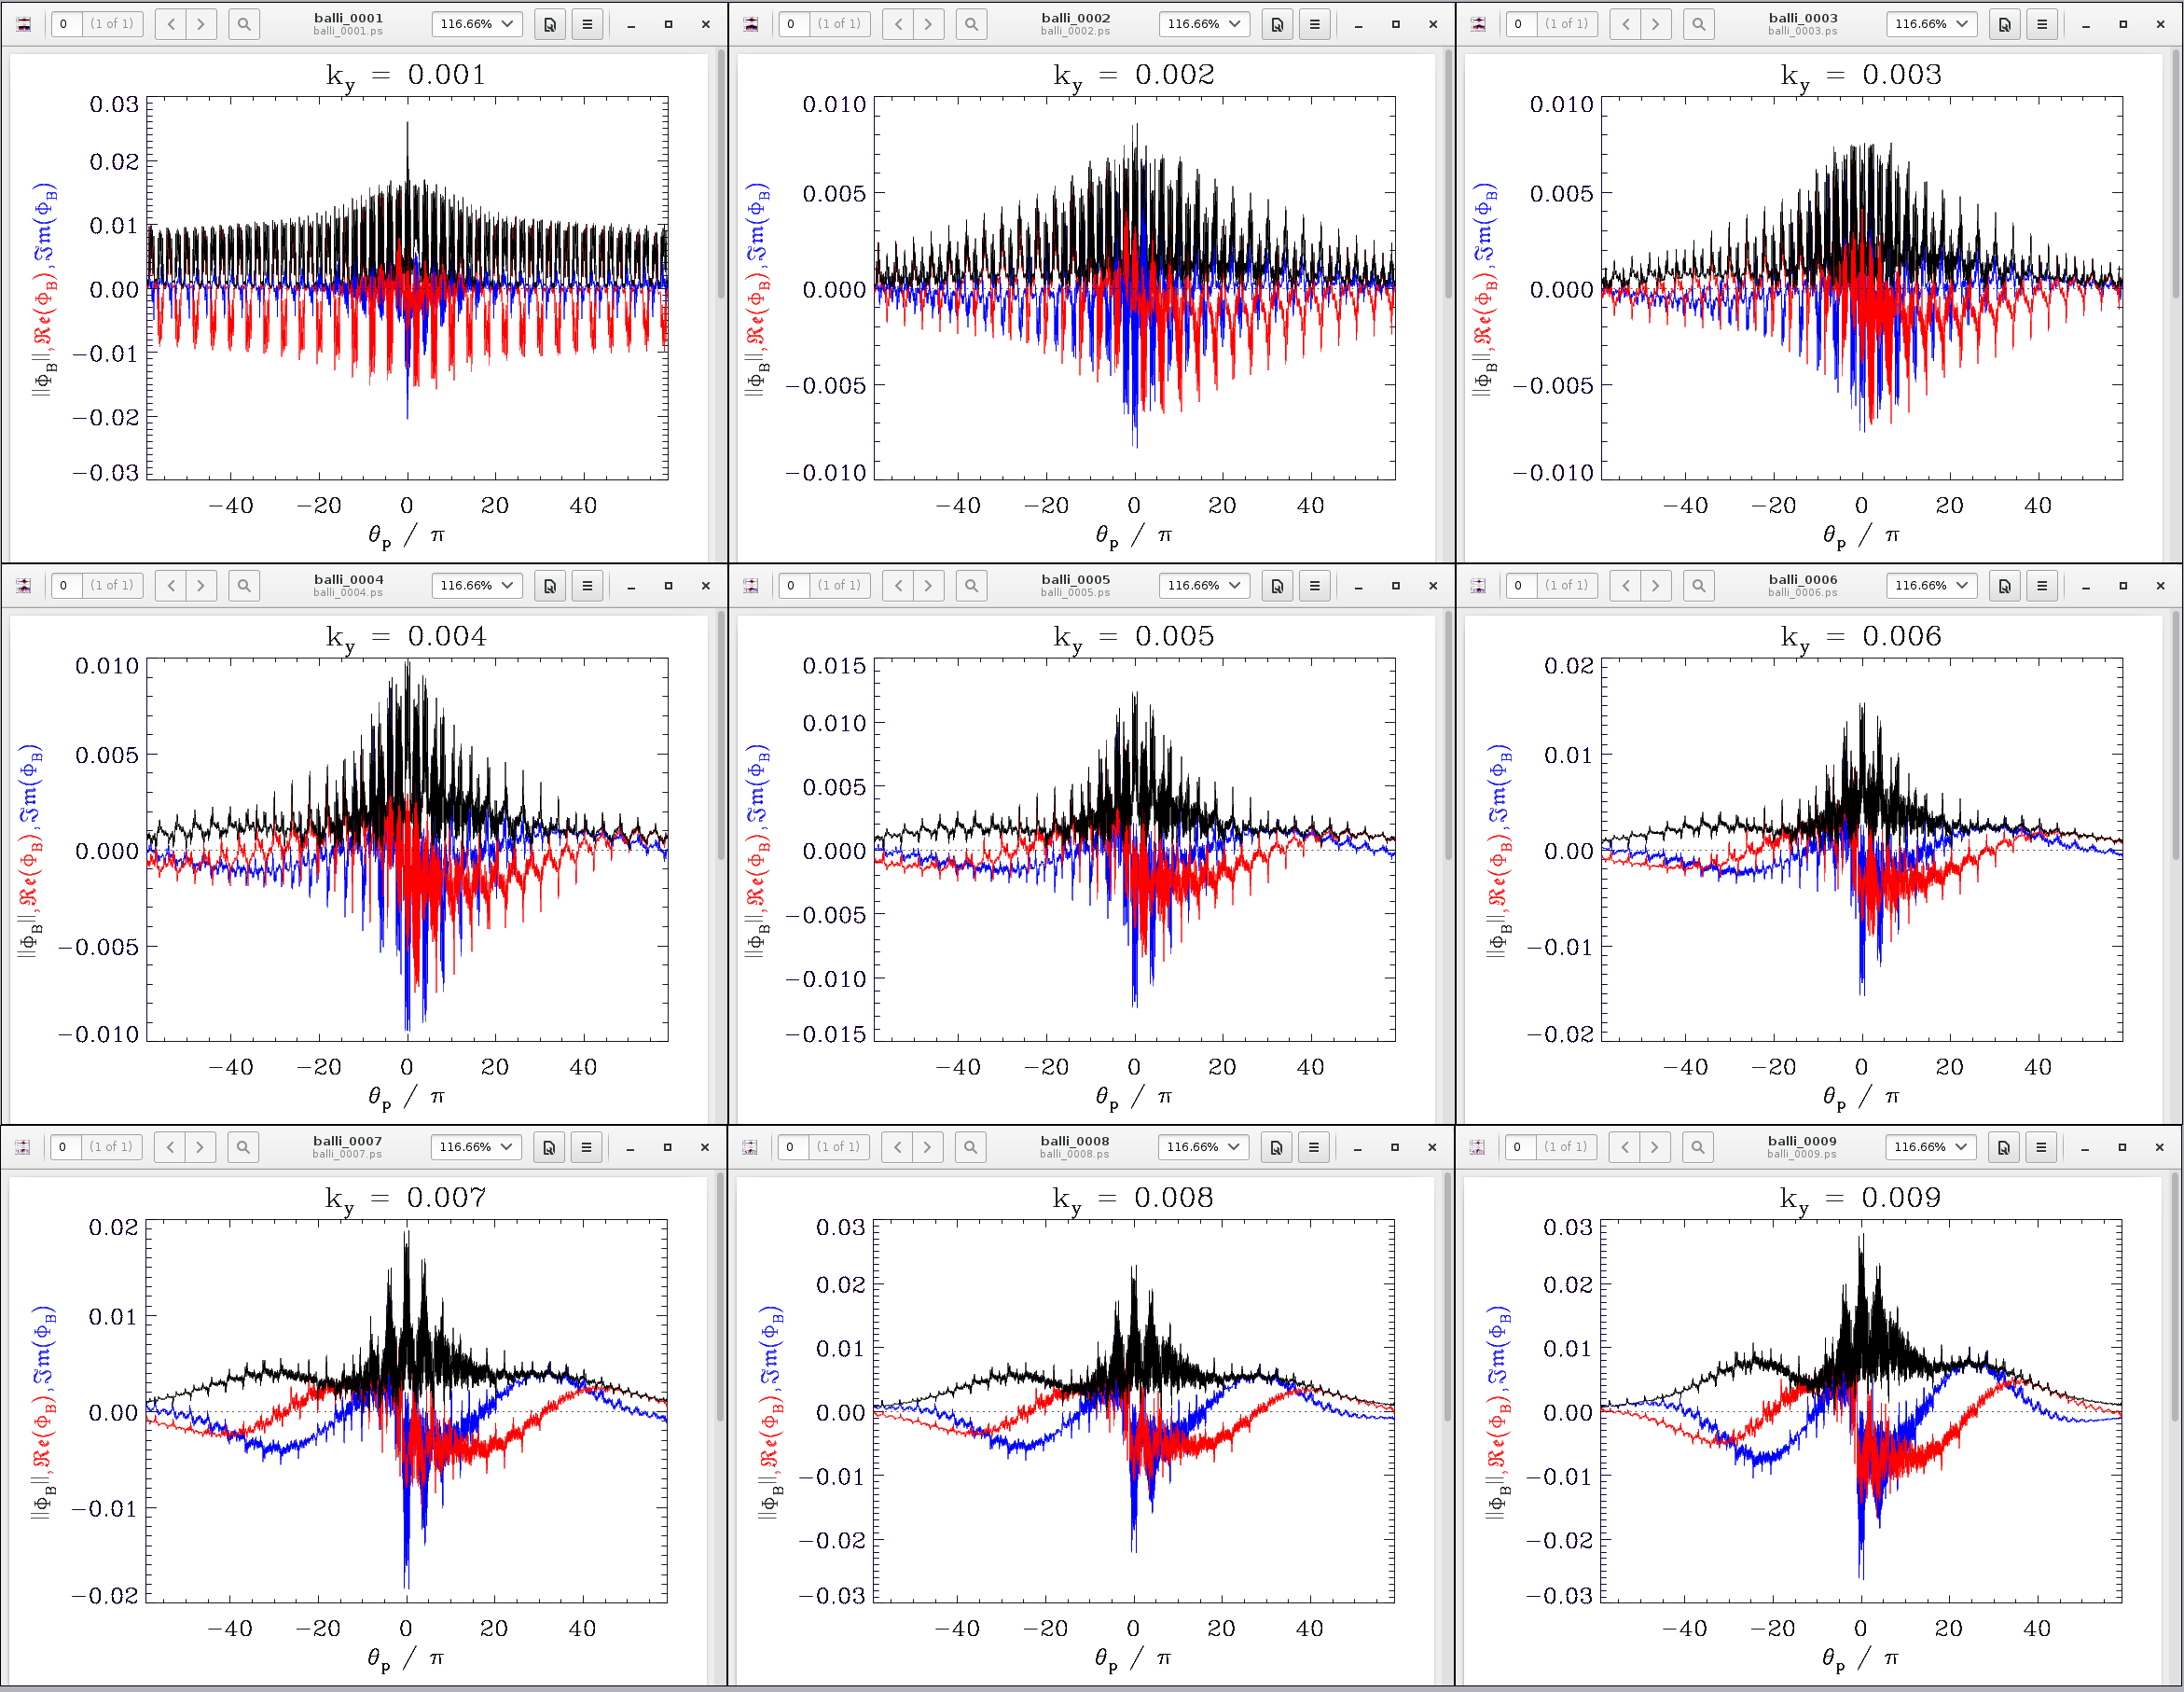 0 (1 of 1) balli_0001 116.66%
balli_0001.ps
k_y = 0.001
||Φ_B||, ℜe(Φ_B), ℑm(Φ_B)
0.03
0.02
0.01
0.00
−0.01
−0.02
−0.03
−40 −20 0 20 40
θ_p / π
0 (1 of 1) balli_0002 116.66%
balli_0002.ps
k_y = 0.002
||Φ_B||, ℜe(Φ_B), ℑm(Φ_B)
0.010
0.005
0.000
−0.005
−0.010
−40 −20 0 20 40
θ_p / π
0 (1 of 1) balli_0003 116.66%
balli_0003.ps
k_y = 0.003
||Φ_B||, ℜe(Φ_B), ℑm(Φ_B)
0.010
0.005
0.000
−0.005
−0.010
−40 −20 0 20 40
θ_p / π
0 (1 of 1) balli_0004 116.66%
balli_0004.ps
k_y = 0.004
||Φ_B||, ℜe(Φ_B), ℑm(Φ_B)
0.010
0.005
0.000
−0.005
−0.010
−40 −20 0 20 40
θ_p / π
0 (1 of 1) balli_0005 116.66%
balli_0005.ps
k_y = 0.005
||Φ_B||, ℜe(Φ_B), ℑm(Φ_B)
0.015
0.010
0.005
0.000
−0.005
−0.010
−0.015
−40 −20 0 20 40
θ_p / π
0 (1 of 1) balli_0006 116.66%
balli_0006.ps
k_y = 0.006
||Φ_B||, ℜe(Φ_B), ℑm(Φ_B)
0.02
0.01
0.00
−0.01
−0.02
−40 −20 0 20 40
θ_p / π
0 (1 of 1) balli_0007 116.66%
balli_0007.ps
k_y = 0.007
||Φ_B||, ℜe(Φ_B), ℑm(Φ_B)
0.02
0.01
0.00
−0.01
−0.02
−40 −20 0 20 40
θ_p / π
0 (1 of 1) balli_0008 116.66%
balli_0008.ps
k_y = 0.008
||Φ_B||, ℜe(Φ_B), ℑm(Φ_B)
0.03
0.02
0.01
0.00
−0.01
−0.02
−0.03
−40 −20 0 20 40
θ_p / π
0 (1 of 1) balli_0009 116.66%
balli_0009.ps
k_y = 0.009
||Φ_B||, ℜe(Φ_B), ℑm(Φ_B)
0.03
0.02
0.01
0.00
−0.01
−0.02
−0.03
−40 −20 0 20 40
θ_p / π